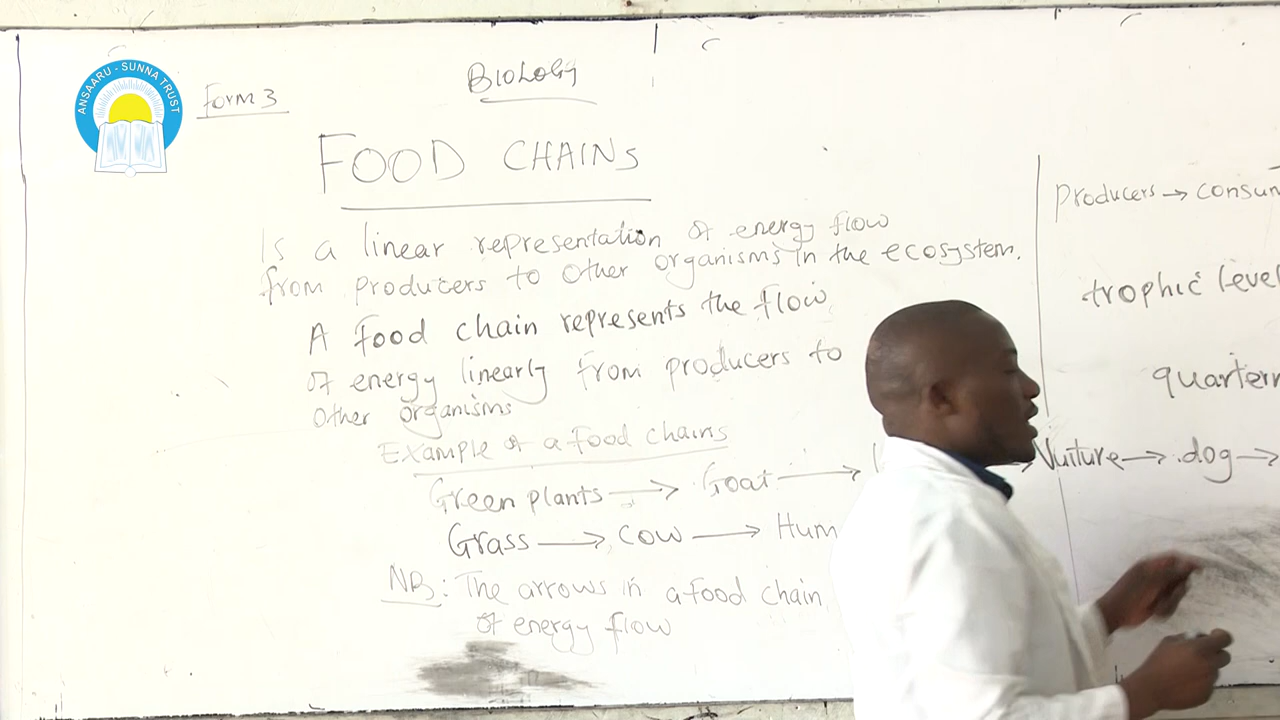 ANSAARU - SUNNA TRUST
Form 3
BIOLOGY
FOOD CHAINS
Is a linear representation of energy flow
from producers to other organisms in the ecosystem.
A food chain represents the flow
of energy linearly from producers to
other organisms
Example of a food chains
Green plants → Goat →
Grass → Cow → Hum
NB: The arrows in a food chain
of energy flow
producers → consum
trophic level
quartern
→ Vulture → dog →